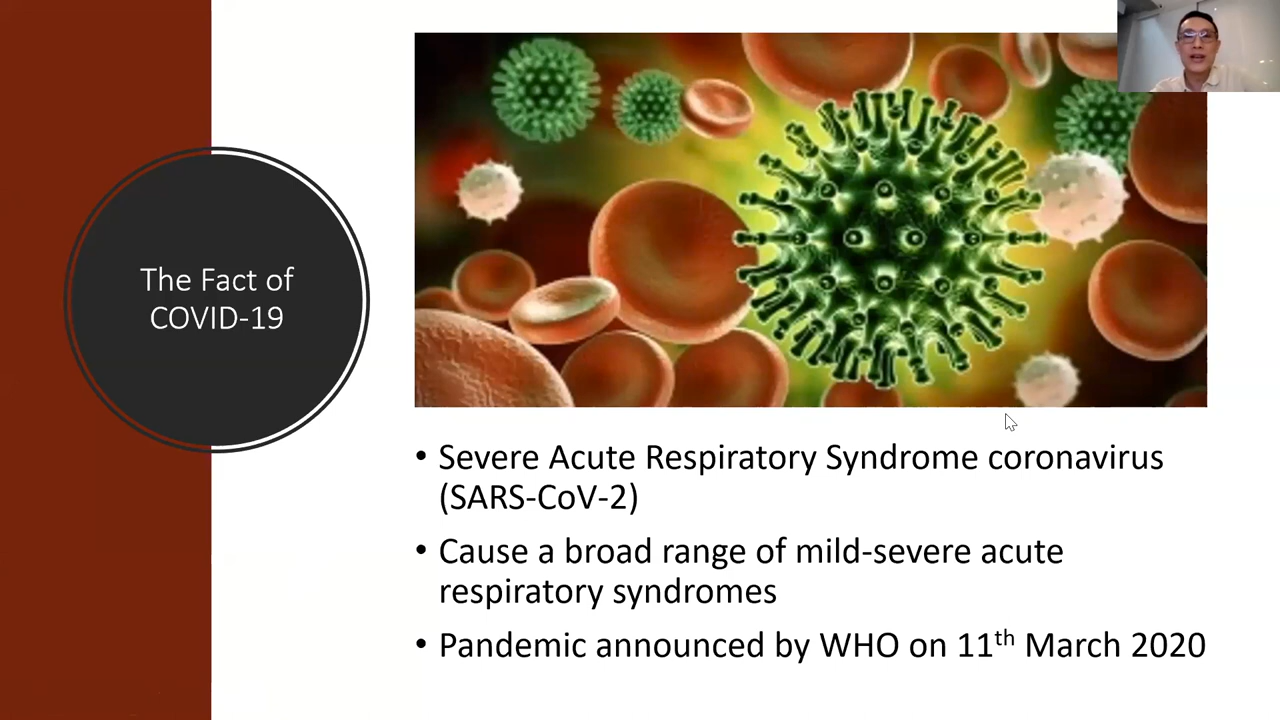 The Fact of
COVID-19
• Severe Acute Respiratory Syndrome coronavirus
(SARS-CoV-2)
• Cause a broad range of mild-severe acute
respiratory syndromes
• Pandemic announced by WHO on 11th March 2020